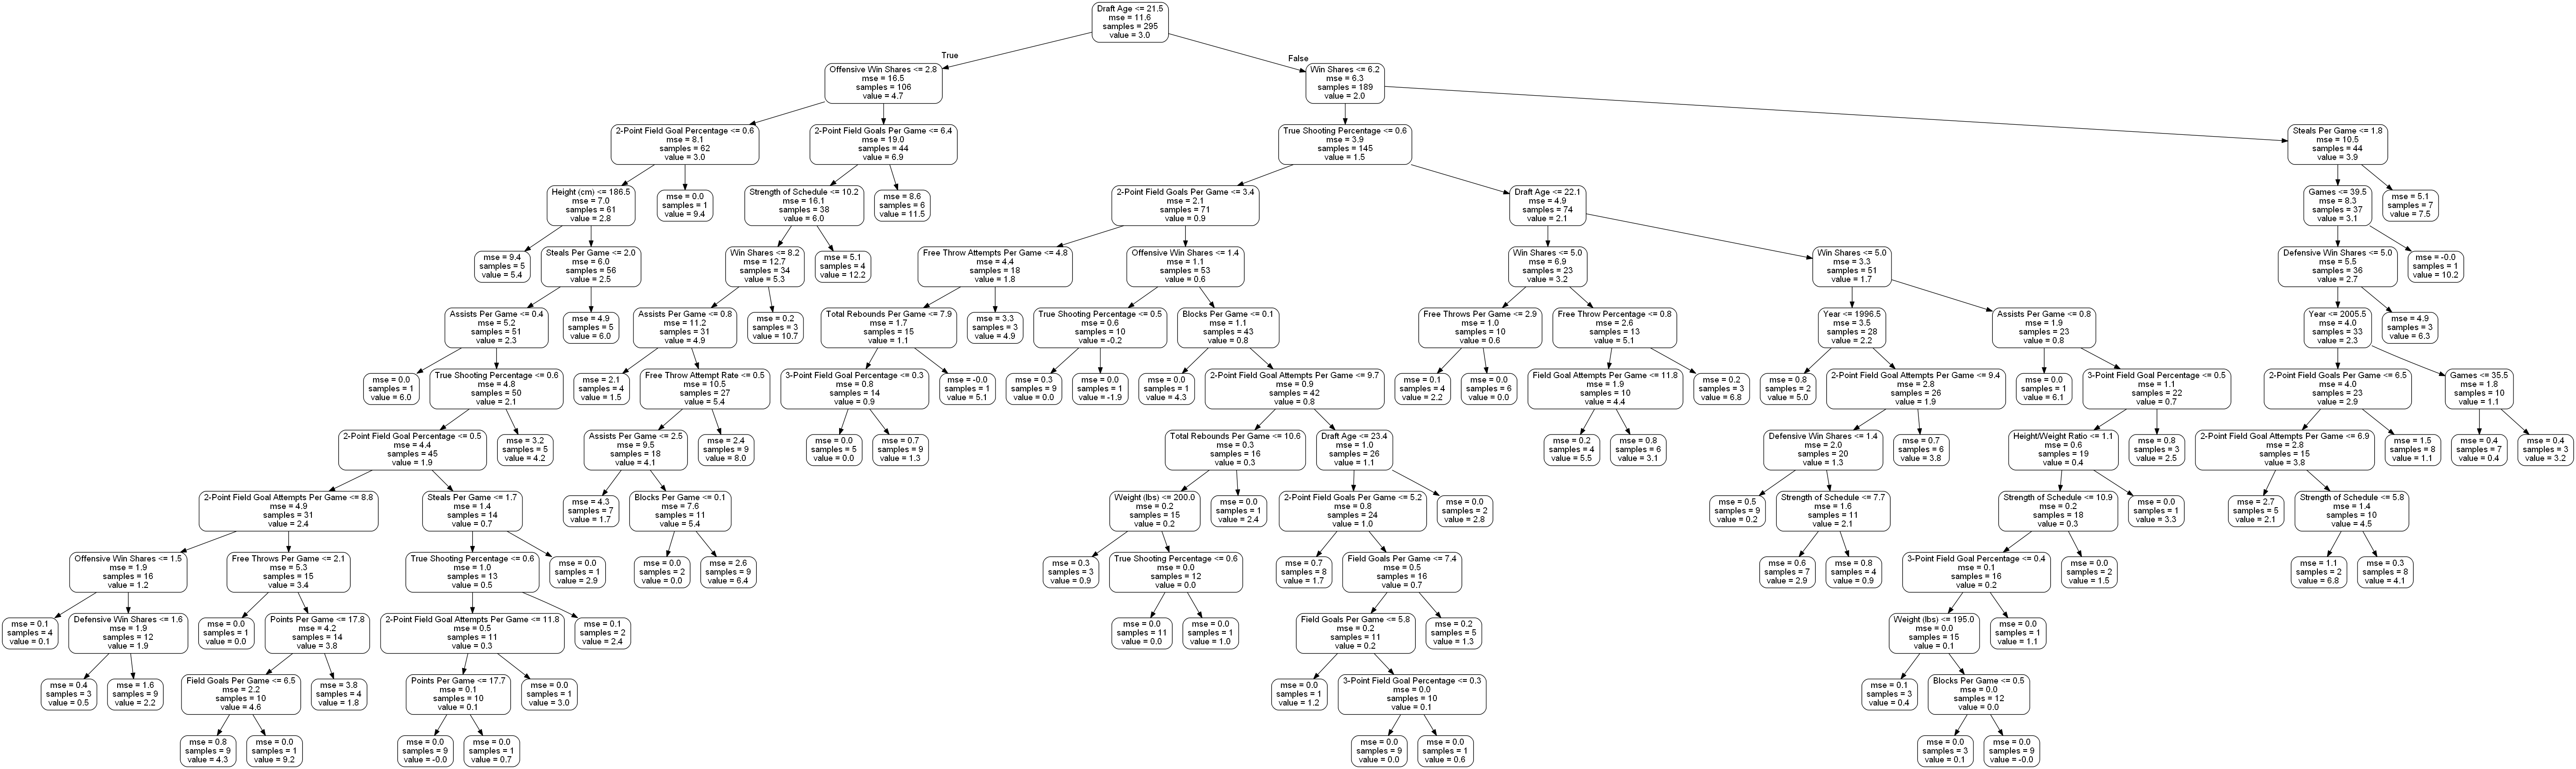 Draft Age <= 21.5
mse = 11.6
samples = 295
value = 3.0
True
False
Offensive Win Shares <= 2.8
mse = 16.5
samples = 106
value = 4.7
Win Shares <= 6.2
mse = 6.3
samples = 189
value = 2.0
2-Point Field Goal Percentage <= 0.6
mse = 8.1
samples = 62
value = 3.0
2-Point Field Goals Per Game <= 6.4
mse = 19.0
samples = 44
value = 6.9
True Shooting Percentage <= 0.6
mse = 3.9
samples = 145
value = 1.5
Steals Per Game <= 1.8
mse = 10.5
samples = 44
value = 3.9
Height (cm) <= 186.5
mse = 7.0
samples = 61
value = 2.8
mse = 0.0
samples = 1
value = 9.4
Strength of Schedule <= 10.2
mse = 16.1
samples = 38
value = 6.0
mse = 8.6
samples = 6
value = 11.5
2-Point Field Goals Per Game <= 3.4
mse = 2.1
samples = 71
value = 0.9
Draft Age <= 22.1
mse = 4.9
samples = 74
value = 2.1
Games <= 39.5
mse = 8.3
samples = 37
value = 3.1
mse = 5.1
samples = 7
value = 7.5
mse = 9.4
samples = 5
value = 5.4
Steals Per Game <= 2.0
mse = 6.0
samples = 56
value = 2.5
Win Shares <= 8.2
mse = 12.7
samples = 34
value = 5.3
mse = 5.1
samples = 4
value = 12.2
Free Throw Attempts Per Game <= 4.8
mse = 4.4
samples = 18
value = 1.8
Offensive Win Shares <= 1.4
mse = 1.1
samples = 53
value = 0.6
Win Shares <= 5.0
mse = 6.9
samples = 23
value = 3.2
Win Shares <= 5.0
mse = 3.3
samples = 51
value = 1.7
Defensive Win Shares <= 5.0
mse = 5.5
samples = 36
value = 2.7
mse = -0.0
samples = 1
value = 10.2
Assists Per Game <= 0.4
mse = 5.2
samples = 51
value = 2.3
mse = 4.9
samples = 5
value = 6.0
Assists Per Game <= 0.8
mse = 11.2
samples = 31
value = 4.9
mse = 0.2
samples = 3
value = 10.7
Total Rebounds Per Game <= 7.9
mse = 1.7
samples = 15
value = 1.1
mse = 3.3
samples = 3
value = 4.9
True Shooting Percentage <= 0.5
mse = 0.6
samples = 10
value = -0.2
Blocks Per Game <= 0.1
mse = 1.1
samples = 43
value = 0.8
Free Throws Per Game <= 2.9
mse = 1.0
samples = 10
value = 0.6
Free Throw Percentage <= 0.8
mse = 2.6
samples = 13
value = 5.1
Year <= 1996.5
mse = 3.5
samples = 28
value = 2.2
Assists Per Game <= 0.8
mse = 1.9
samples = 23
value = 0.8
Year <= 2005.5
mse = 4.0
samples = 33
value = 2.3
mse = 4.9
samples = 3
value = 6.3
mse = 0.0
samples = 1
value = 6.0
True Shooting Percentage <= 0.6
mse = 4.8
samples = 50
value = 2.1
mse = 2.1
samples = 4
value = 1.5
Free Throw Attempt Rate <= 0.5
mse = 10.5
samples = 27
value = 5.4
3-Point Field Goal Percentage <= 0.3
mse = 0.8
samples = 14
value = 0.9
mse = -0.0
samples = 1
value = 5.1
mse = 0.3
samples = 9
value = 0.0
mse = 0.0
samples = 1
value = -1.9
mse = 0.0
samples = 1
value = 4.3
2-Point Field Goal Attempts Per Game <= 9.7
mse = 0.9
samples = 42
value = 0.8
mse = 0.1
samples = 4
value = 2.2
mse = 0.0
samples = 6
value = 0.0
Field Goal Attempts Per Game <= 11.8
mse = 1.9
samples = 10
value = 4.4
mse = 0.2
samples = 3
value = 6.8
mse = 0.8
samples = 2
value = 5.0
2-Point Field Goal Attempts Per Game <= 9.4
mse = 2.8
samples = 26
value = 1.9
mse = 0.0
samples = 1
value = 6.1
3-Point Field Goal Percentage <= 0.5
mse = 1.1
samples = 22
value = 0.7
2-Point Field Goals Per Game <= 6.5
mse = 4.0
samples = 23
value = 2.9
Games <= 35.5
mse = 1.8
samples = 10
value = 1.1
2-Point Field Goal Percentage <= 0.5
mse = 4.4
samples = 45
value = 1.9
mse = 3.2
samples = 5
value = 4.2
Assists Per Game <= 2.5
mse = 9.5
samples = 18
value = 4.1
mse = 2.4
samples = 9
value = 8.0
mse = 0.0
samples = 5
value = 0.0
mse = 0.7
samples = 9
value = 1.3
Total Rebounds Per Game <= 10.6
mse = 0.3
samples = 16
value = 0.3
Draft Age <= 23.4
mse = 1.0
samples = 26
value = 1.1
mse = 0.2
samples = 4
value = 5.5
mse = 0.8
samples = 6
value = 3.1
Defensive Win Shares <= 1.4
mse = 2.0
samples = 20
value = 1.3
mse = 0.7
samples = 6
value = 3.8
Height/Weight Ratio <= 1.1
mse = 0.6
samples = 19
value = 0.4
mse = 0.8
samples = 3
value = 2.5
2-Point Field Goal Attempts Per Game <= 6.9
mse = 2.8
samples = 15
value = 3.8
mse = 1.5
samples = 8
value = 1.1
mse = 0.4
samples = 7
value = 0.4
mse = 0.4
samples = 3
value = 3.2
2-Point Field Goal Attempts Per Game <= 8.8
mse = 4.9
samples = 31
value = 2.4
Steals Per Game <= 1.7
mse = 1.4
samples = 14
value = 0.7
mse = 4.3
samples = 7
value = 1.7
Blocks Per Game <= 0.1
mse = 7.6
samples = 11
value = 5.4
Weight (lbs) <= 200.0
mse = 0.2
samples = 15
value = 0.2
mse = 0.0
samples = 1
value = 2.4
2-Point Field Goals Per Game <= 5.2
mse = 0.8
samples = 24
value = 1.0
mse = 0.0
samples = 2
value = 2.8
mse = 0.5
samples = 9
value = 0.2
Strength of Schedule <= 7.7
mse = 1.6
samples = 11
value = 2.1
Strength of Schedule <= 10.9
mse = 0.2
samples = 18
value = 0.3
mse = 0.0
samples = 1
value = 3.3
mse = 2.7
samples = 5
value = 2.1
Strength of Schedule <= 5.8
mse = 1.4
samples = 10
value = 4.5
Offensive Win Shares <= 1.5
mse = 1.9
samples = 16
value = 1.2
Free Throws Per Game <= 2.1
mse = 5.3
samples = 15
value = 3.4
True Shooting Percentage <= 0.6
mse = 1.0
samples = 13
value = 0.5
mse = 0.0
samples = 1
value = 2.9
mse = 0.0
samples = 2
value = 0.0
mse = 2.6
samples = 9
value = 6.4
mse = 0.3
samples = 3
value = 0.9
True Shooting Percentage <= 0.6
mse = 0.0
samples = 12
value = 0.0
mse = 0.7
samples = 8
value = 1.7
Field Goals Per Game <= 7.4
mse = 0.5
samples = 16
value = 0.7
mse = 0.6
samples = 7
value = 2.9
mse = 0.8
samples = 4
value = 0.9
3-Point Field Goal Percentage <= 0.4
mse = 0.1
samples = 16
value = 0.2
mse = 0.0
samples = 2
value = 1.5
mse = 1.1
samples = 2
value = 6.8
mse = 0.3
samples = 8
value = 4.1
mse = 0.1
samples = 4
value = 0.1
Defensive Win Shares <= 1.6
mse = 1.9
samples = 12
value = 1.9
mse = 0.0
samples = 1
value = 0.0
Points Per Game <= 17.8
mse = 4.2
samples = 14
value = 3.8
2-Point Field Goal Attempts Per Game <= 11.8
mse = 0.5
samples = 11
value = 0.3
mse = 0.1
samples = 2
value = 2.4
mse = 0.0
samples = 11
value = 0.0
mse = 0.0
samples = 1
value = 1.0
Field Goals Per Game <= 5.8
mse = 0.2
samples = 11
value = 0.2
mse = 0.2
samples = 5
value = 1.3
Weight (lbs) <= 195.0
mse = 0.0
samples = 15
value = 0.1
mse = 0.0
samples = 1
value = 1.1
mse = 0.4
samples = 3
value = 0.5
mse = 1.6
samples = 9
value = 2.2
Field Goals Per Game <= 6.5
mse = 2.2
samples = 10
value = 4.6
mse = 3.8
samples = 4
value = 1.8
Points Per Game <= 17.7
mse = 0.1
samples = 10
value = 0.1
mse = 0.0
samples = 1
value = 3.0
mse = 0.0
samples = 1
value = 1.2
3-Point Field Goal Percentage <= 0.3
mse = 0.0
samples = 10
value = 0.1
mse = 0.1
samples = 3
value = 0.4
Blocks Per Game <= 0.5
mse = 0.0
samples = 12
value = 0.0
mse = 0.8
samples = 9
value = 4.3
mse = 0.0
samples = 1
value = 9.2
mse = 0.0
samples = 9
value = -0.0
mse = 0.0
samples = 1
value = 0.7
mse = 0.0
samples = 9
value = 0.0
mse = 0.0
samples = 1
value = 0.6
mse = 0.0
samples = 3
value = 0.1
mse = 0.0
samples = 9
value = -0.0